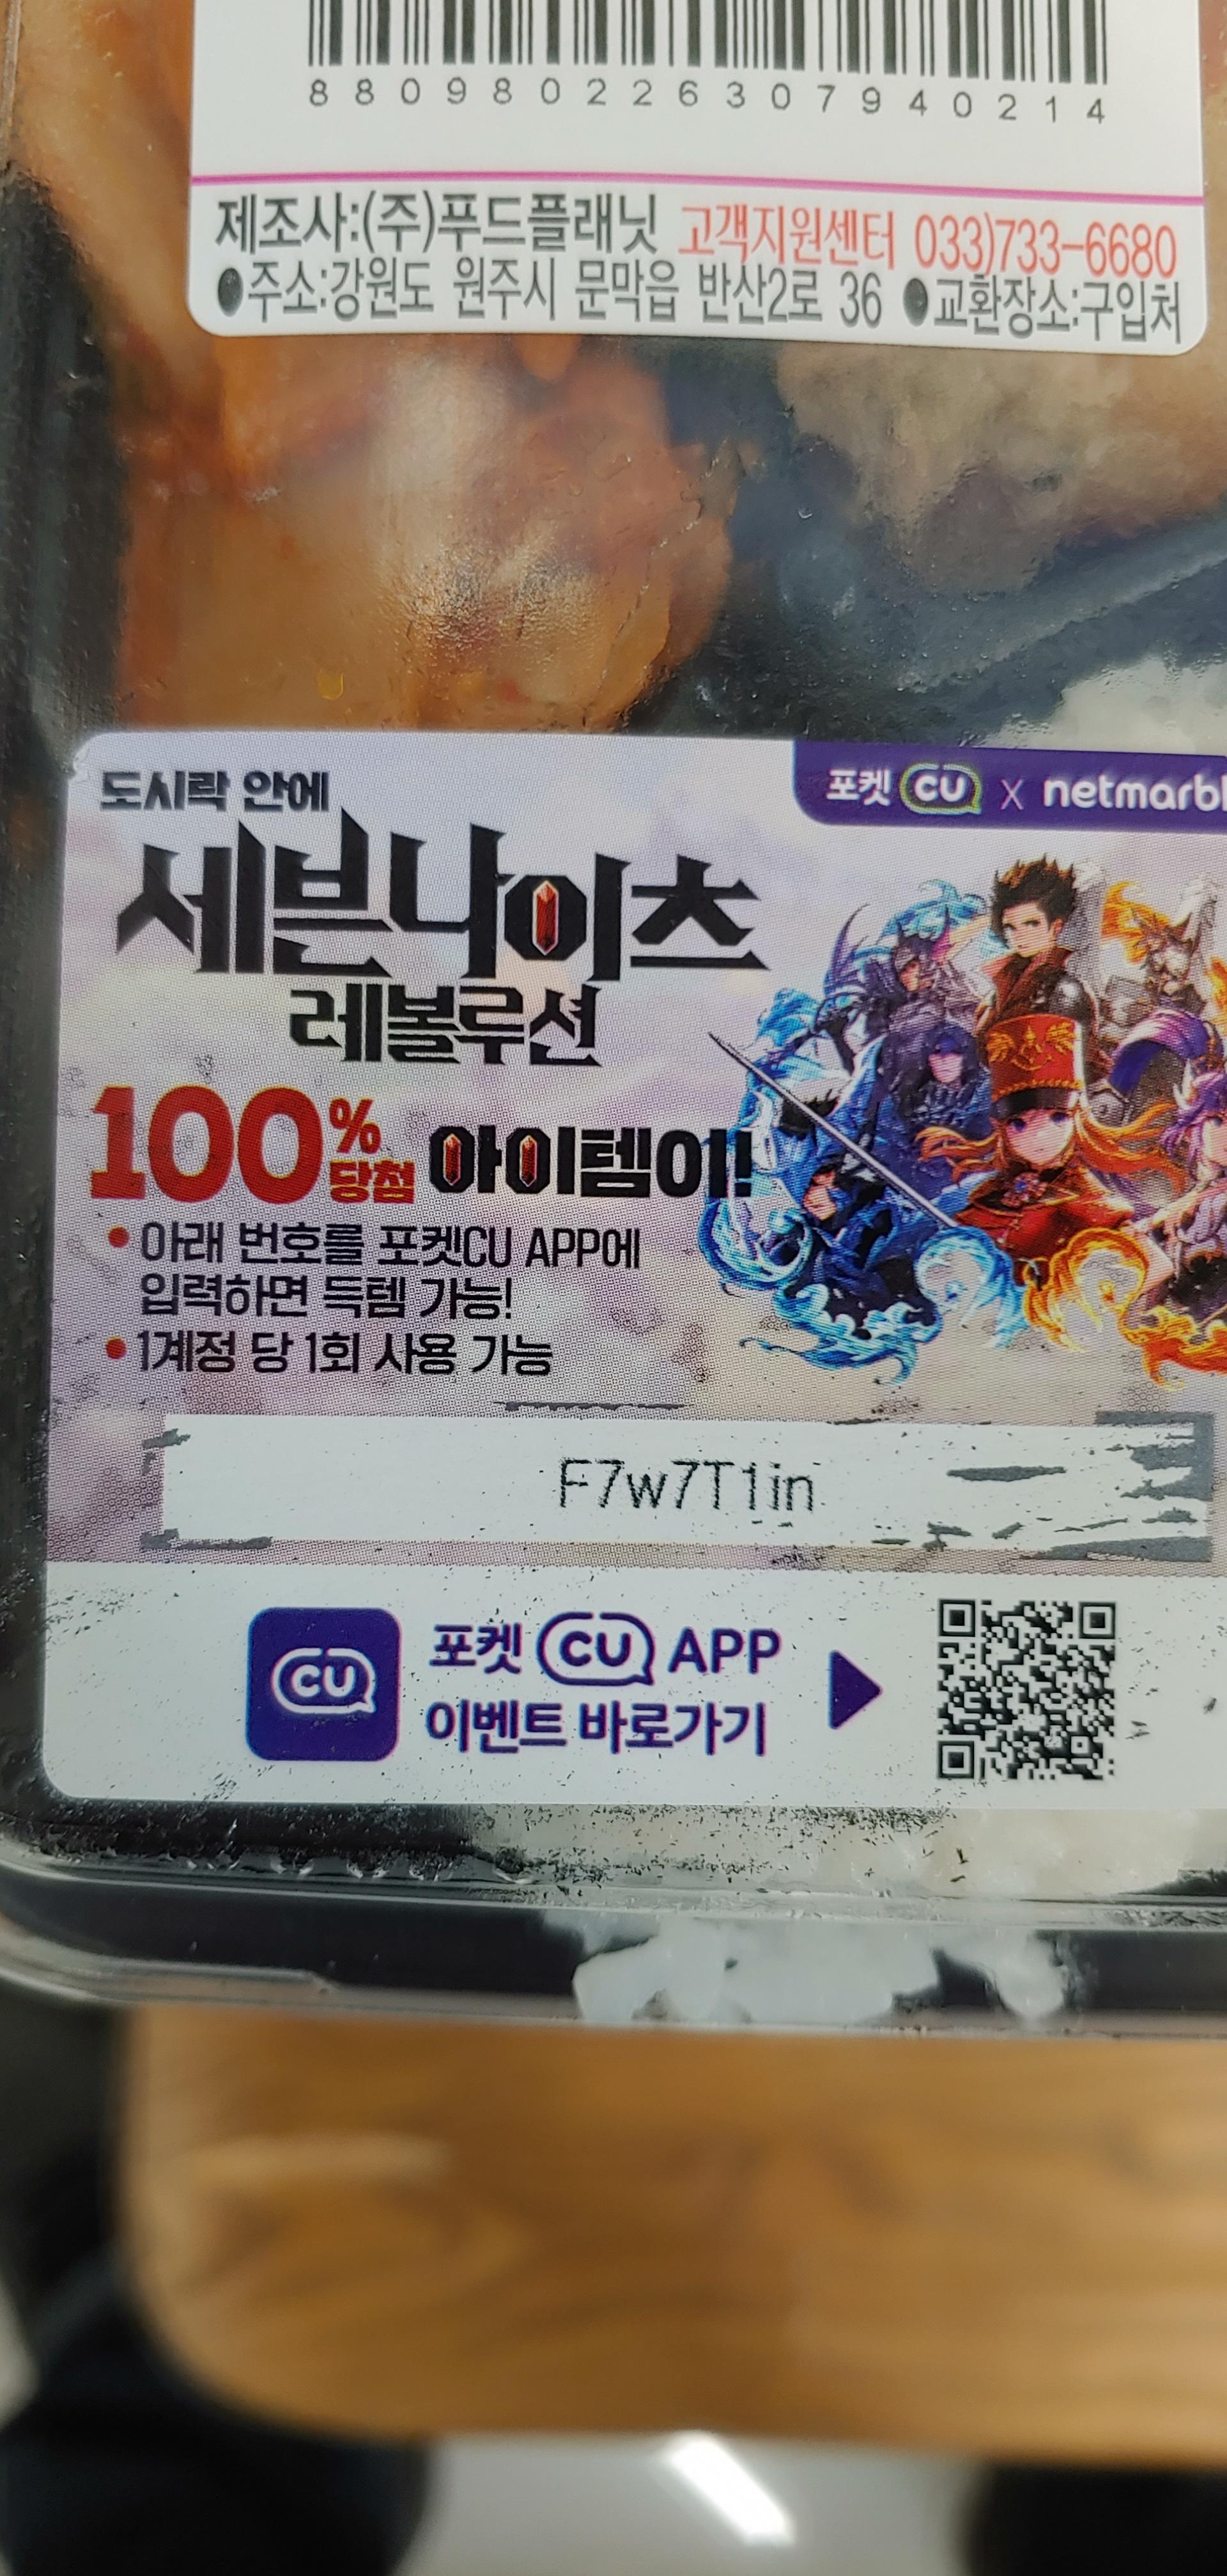 880980226307940214
제조사:(주)푸드플래닛 고객지원센터 033)733-6680
●주소:강원도 원주시 문막읍 반산2로 36 ●교환장소:구입처
포켓 CU X netmarbl
도시락 안에
세븐나이츠
레볼루션
100% 당첨 아이템이!
• 아래 번호를 포켓CU APP에
입력하면 득템 가능!
• 1계정 당 1회 사용 가능
F7w7T1in
CU
포켓 CU APP
이벤트 바로가기